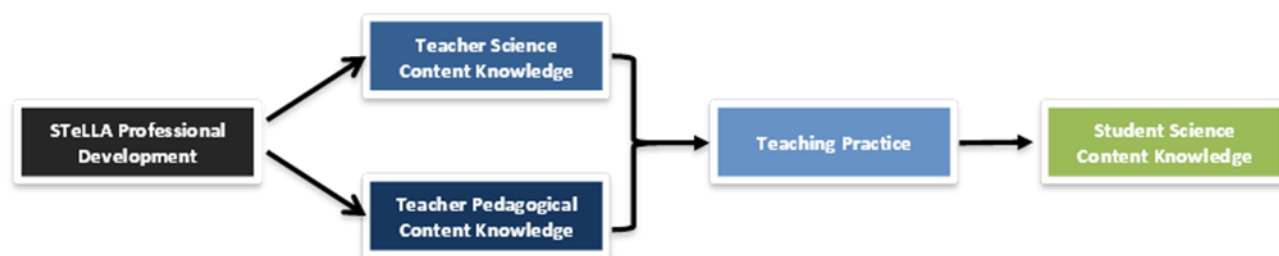 STeLLA Professional
Development
Teacher Science
Content Knowledge
Teacher Pedagogical
Content Knowledge
Teaching Practice
Student Science
Content Knowledge